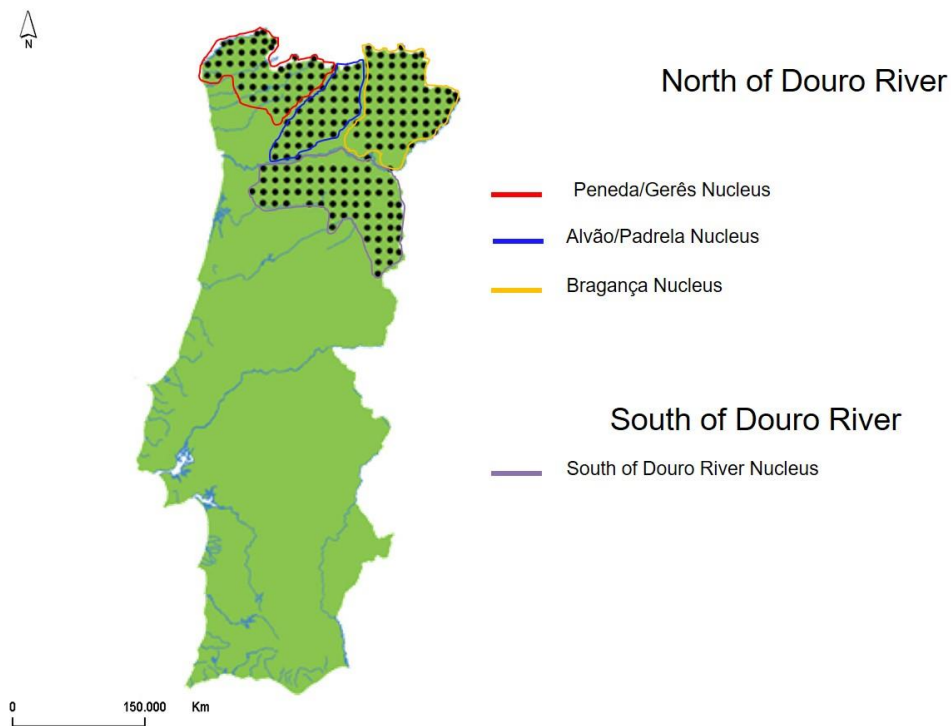 N
North of Douro River
Peneda/Gerês Nucleus
Alvão/Padrela Nucleus
Bragança Nucleus
South of Douro River
South of Douro River Nucleus
0 150.000 Km